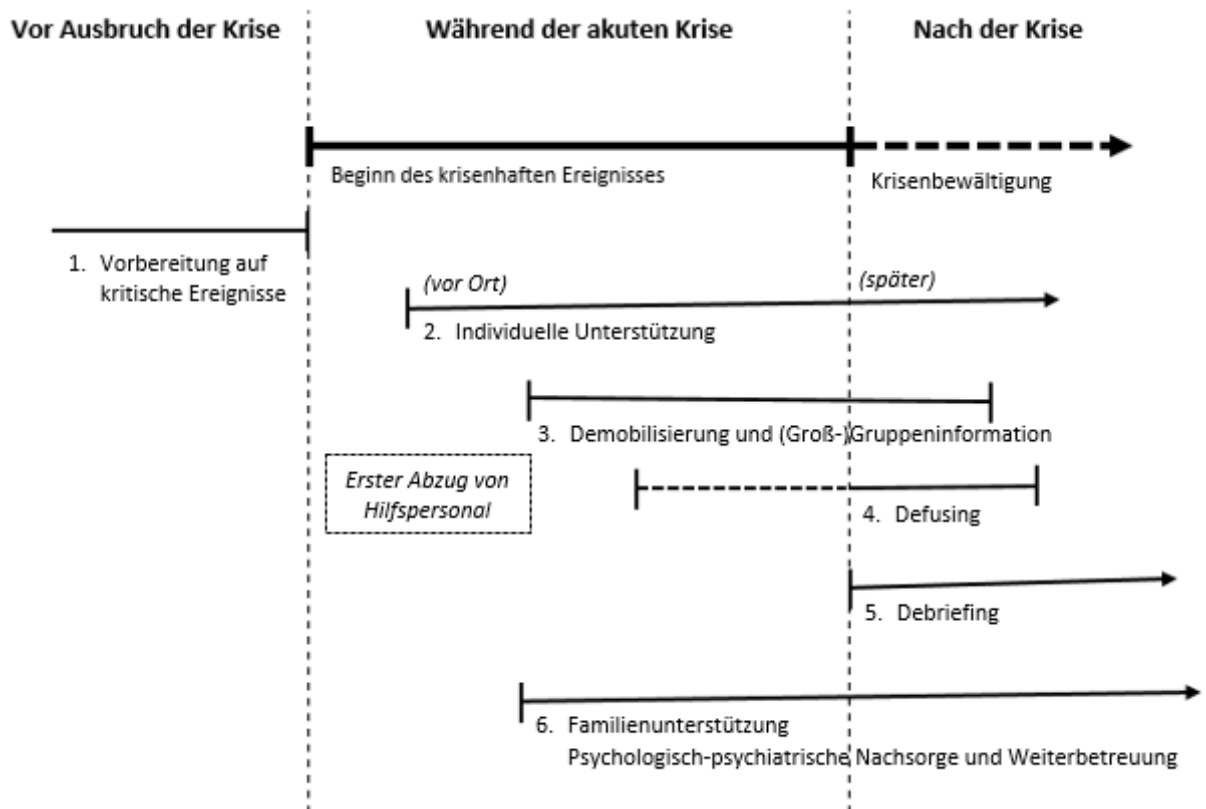 Vor Ausbruch der Krise
Während der akuten Krise
Nach der Krise
Beginn des krisenhaften Ereignisses
Krisenbewältigung
1. Vorbereitung auf
kritische Ereignisse
(vor Ort)
(später)
2. Individuelle Unterstützung
3. Demobilisierung und (Groß-)Gruppeninformation
Erster Abzug von
Hilfspersonal
4. Defusing
5. Debriefing
6. Familienunterstützung
Psychologisch-psychiatrische Nachsorge und Weiterbetreuung